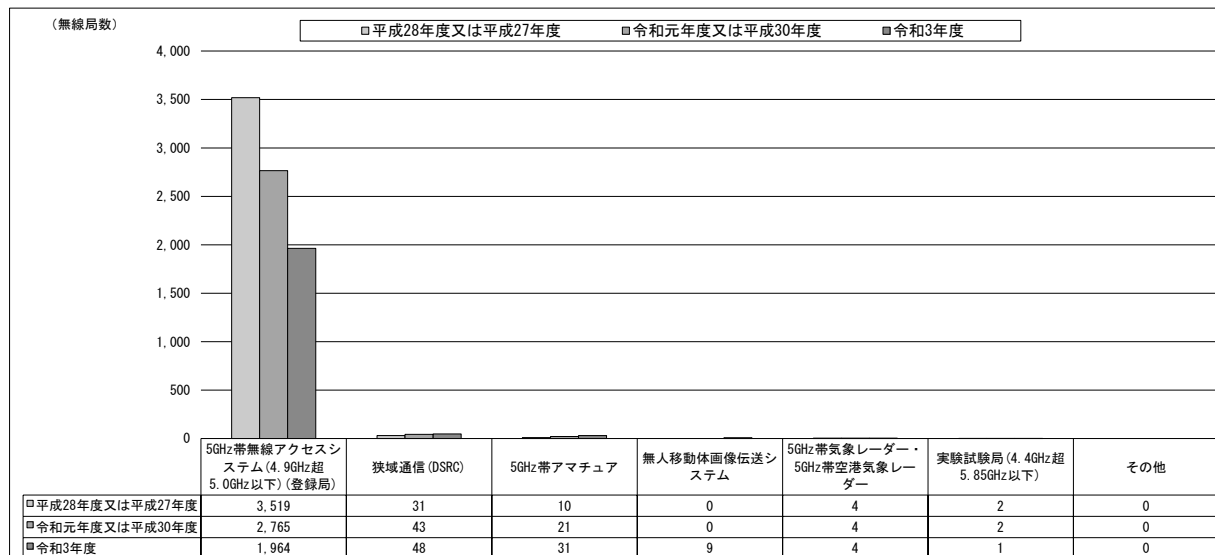 (無線局数)
□平成28年度又は平成27年度 ■令和元年度又は平成30年度 ■令和3年度
4,000
3,500
3,000
2,500
2,000
1,500
1,000
500
0
5GHz帯無線アクセスシ
ステム(4.9GHz超
5.0GHz以下)(登録局)
狭域通信(DSRC)
5GHz帯アマチュア
無人移動体画像伝送シ
ステム
5GHz帯気象レーダー・
5GHz帯空港気象レー
ダー
実験試験局(4.4GHz超
5.85GHz以下)
その他
□平成28年度又は平成27年度 3,519 31 10 0 4 2 0
■令和元年度又は平成30年度 2,765 43 21 0 4 2 0
■令和3年度 1,964 48 31 9 4 1 0